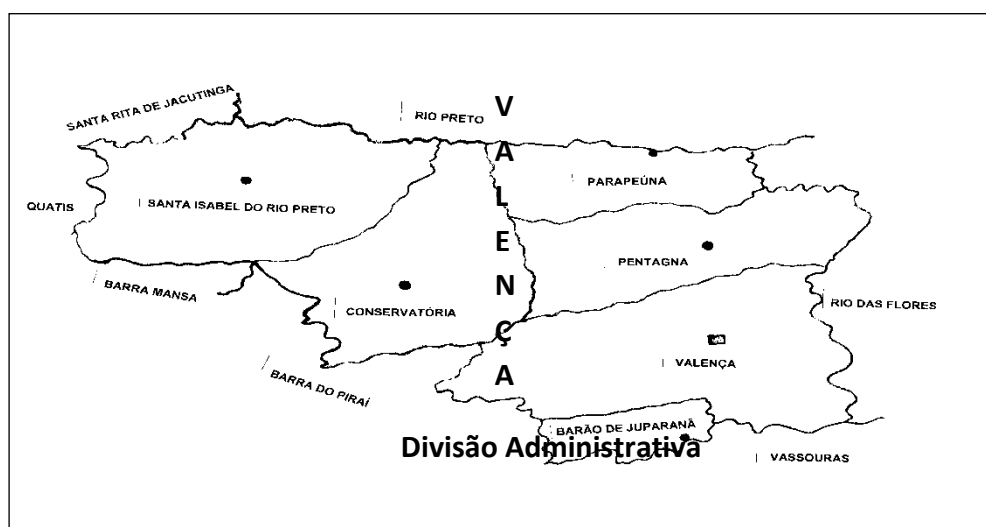 SANTA RITA DE JACUTINGA
RIO PRETO
V
A
L
E
N
Ç
A
PARAPEÚNA
QUATIS
SANTA ISABEL DO RIO PRETO
PENTAGNA
BARRA MANSA
CONSERVATÓRIA
RIO DAS FLORES
VALENÇA
BARRA DO PIRAÍ
BARÃO DE JUPARANÃ
Divisão Administrativa
VASSOURAS